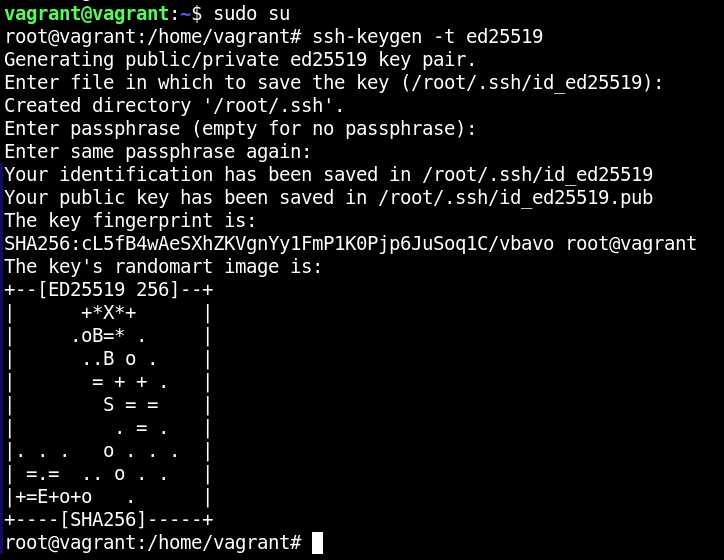 vagrant@vagrant:~$ sudo su
root@vagrant:/home/vagrant# ssh-keygen -t ed25519
Generating public/private ed25519 key pair.
Enter file in which to save the key (/root/.ssh/id_ed25519):
Created directory '/root/.ssh'.
Enter passphrase (empty for no passphrase):
Enter same passphrase again:
Your identification has been saved in /root/.ssh/id_ed25519
Your public key has been saved in /root/.ssh/id_ed25519.pub
The key fingerprint is:
SHA256:cL5fB4wAeSXhZKVgnYy1FmP1K0Pjp6JuSoq1C/vbavo root@vagrant
The key's randomart image is:
+--[ED25519 256]--+
|      +*X*+      |
|     .oB=* .     |
|      ..B o .    |
|       = + + .   |
|        S = =    |
|         . = .   |
|. . .   o . . .  |
| =.=  .. o . .   |
|+=E+o+o   .      |
+----[SHA256]-----+
root@vagrant:/home/vagrant#